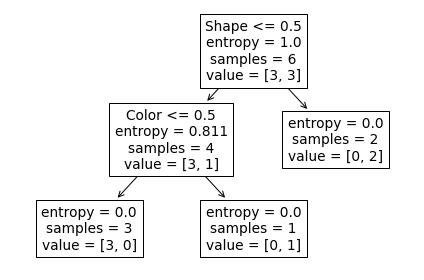 Shape <= 0.5
entropy = 1.0
samples = 6
value = [3, 3]
Color <= 0.5
entropy = 0.811
samples = 4
value = [3, 1]
entropy = 0.0
samples = 2
value = [0, 2]
entropy = 0.0
samples = 3
value = [3, 0]
entropy = 0.0
samples = 1
value = [0, 1]